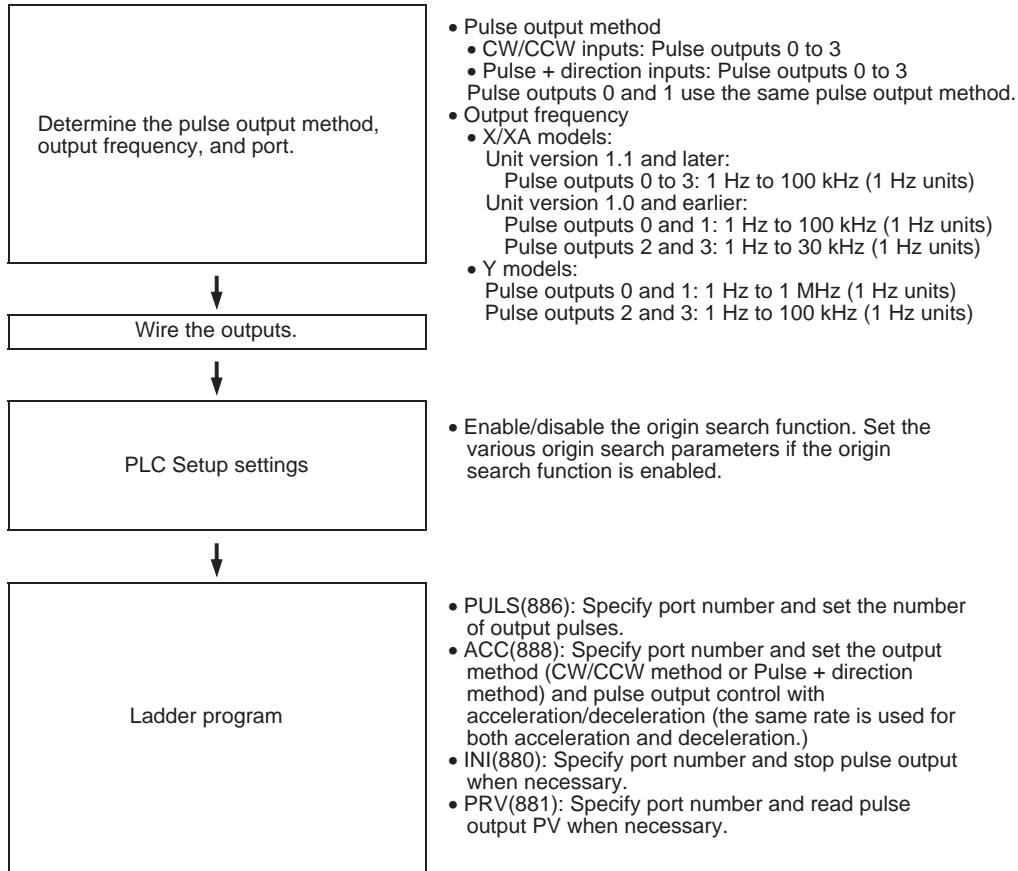 Determine the pulse output method,
output frequency, and port.
• Pulse output method
• CW/CCW inputs: Pulse outputs 0 to 3
• Pulse + direction inputs: Pulse outputs 0 to 3
Pulse outputs 0 and 1 use the same pulse output method.
• Output frequency
• X/XA models:
Unit version 1.1 and later:
Pulse outputs 0 to 3: 1 Hz to 100 kHz (1 Hz units)
Unit version 1.0 and earlier:
Pulse outputs 0 and 1: 1 Hz to 100 kHz (1 Hz units)
Pulse outputs 2 and 3: 1 Hz to 30 kHz (1 Hz units)
• Y models:
Pulse outputs 0 and 1: 1 Hz to 1 MHz (1 Hz units)
Pulse outputs 2 and 3: 1 Hz to 100 kHz (1 Hz units)
Wire the outputs.
PLC Setup settings
• Enable/disable the origin search function. Set the
various origin search parameters if the origin
search function is enabled.
Ladder program
• PULS(886): Specify port number and set the number
of output pulses.
• ACC(888): Specify port number and set the output
method (CW/CCW method or Pulse + direction
method) and pulse output control with
acceleration/deceleration (the same rate is used for
both acceleration and deceleration.)
• INI(880): Specify port number and stop pulse output
when necessary.
• PRV(881): Specify port number and read pulse
output PV when necessary.